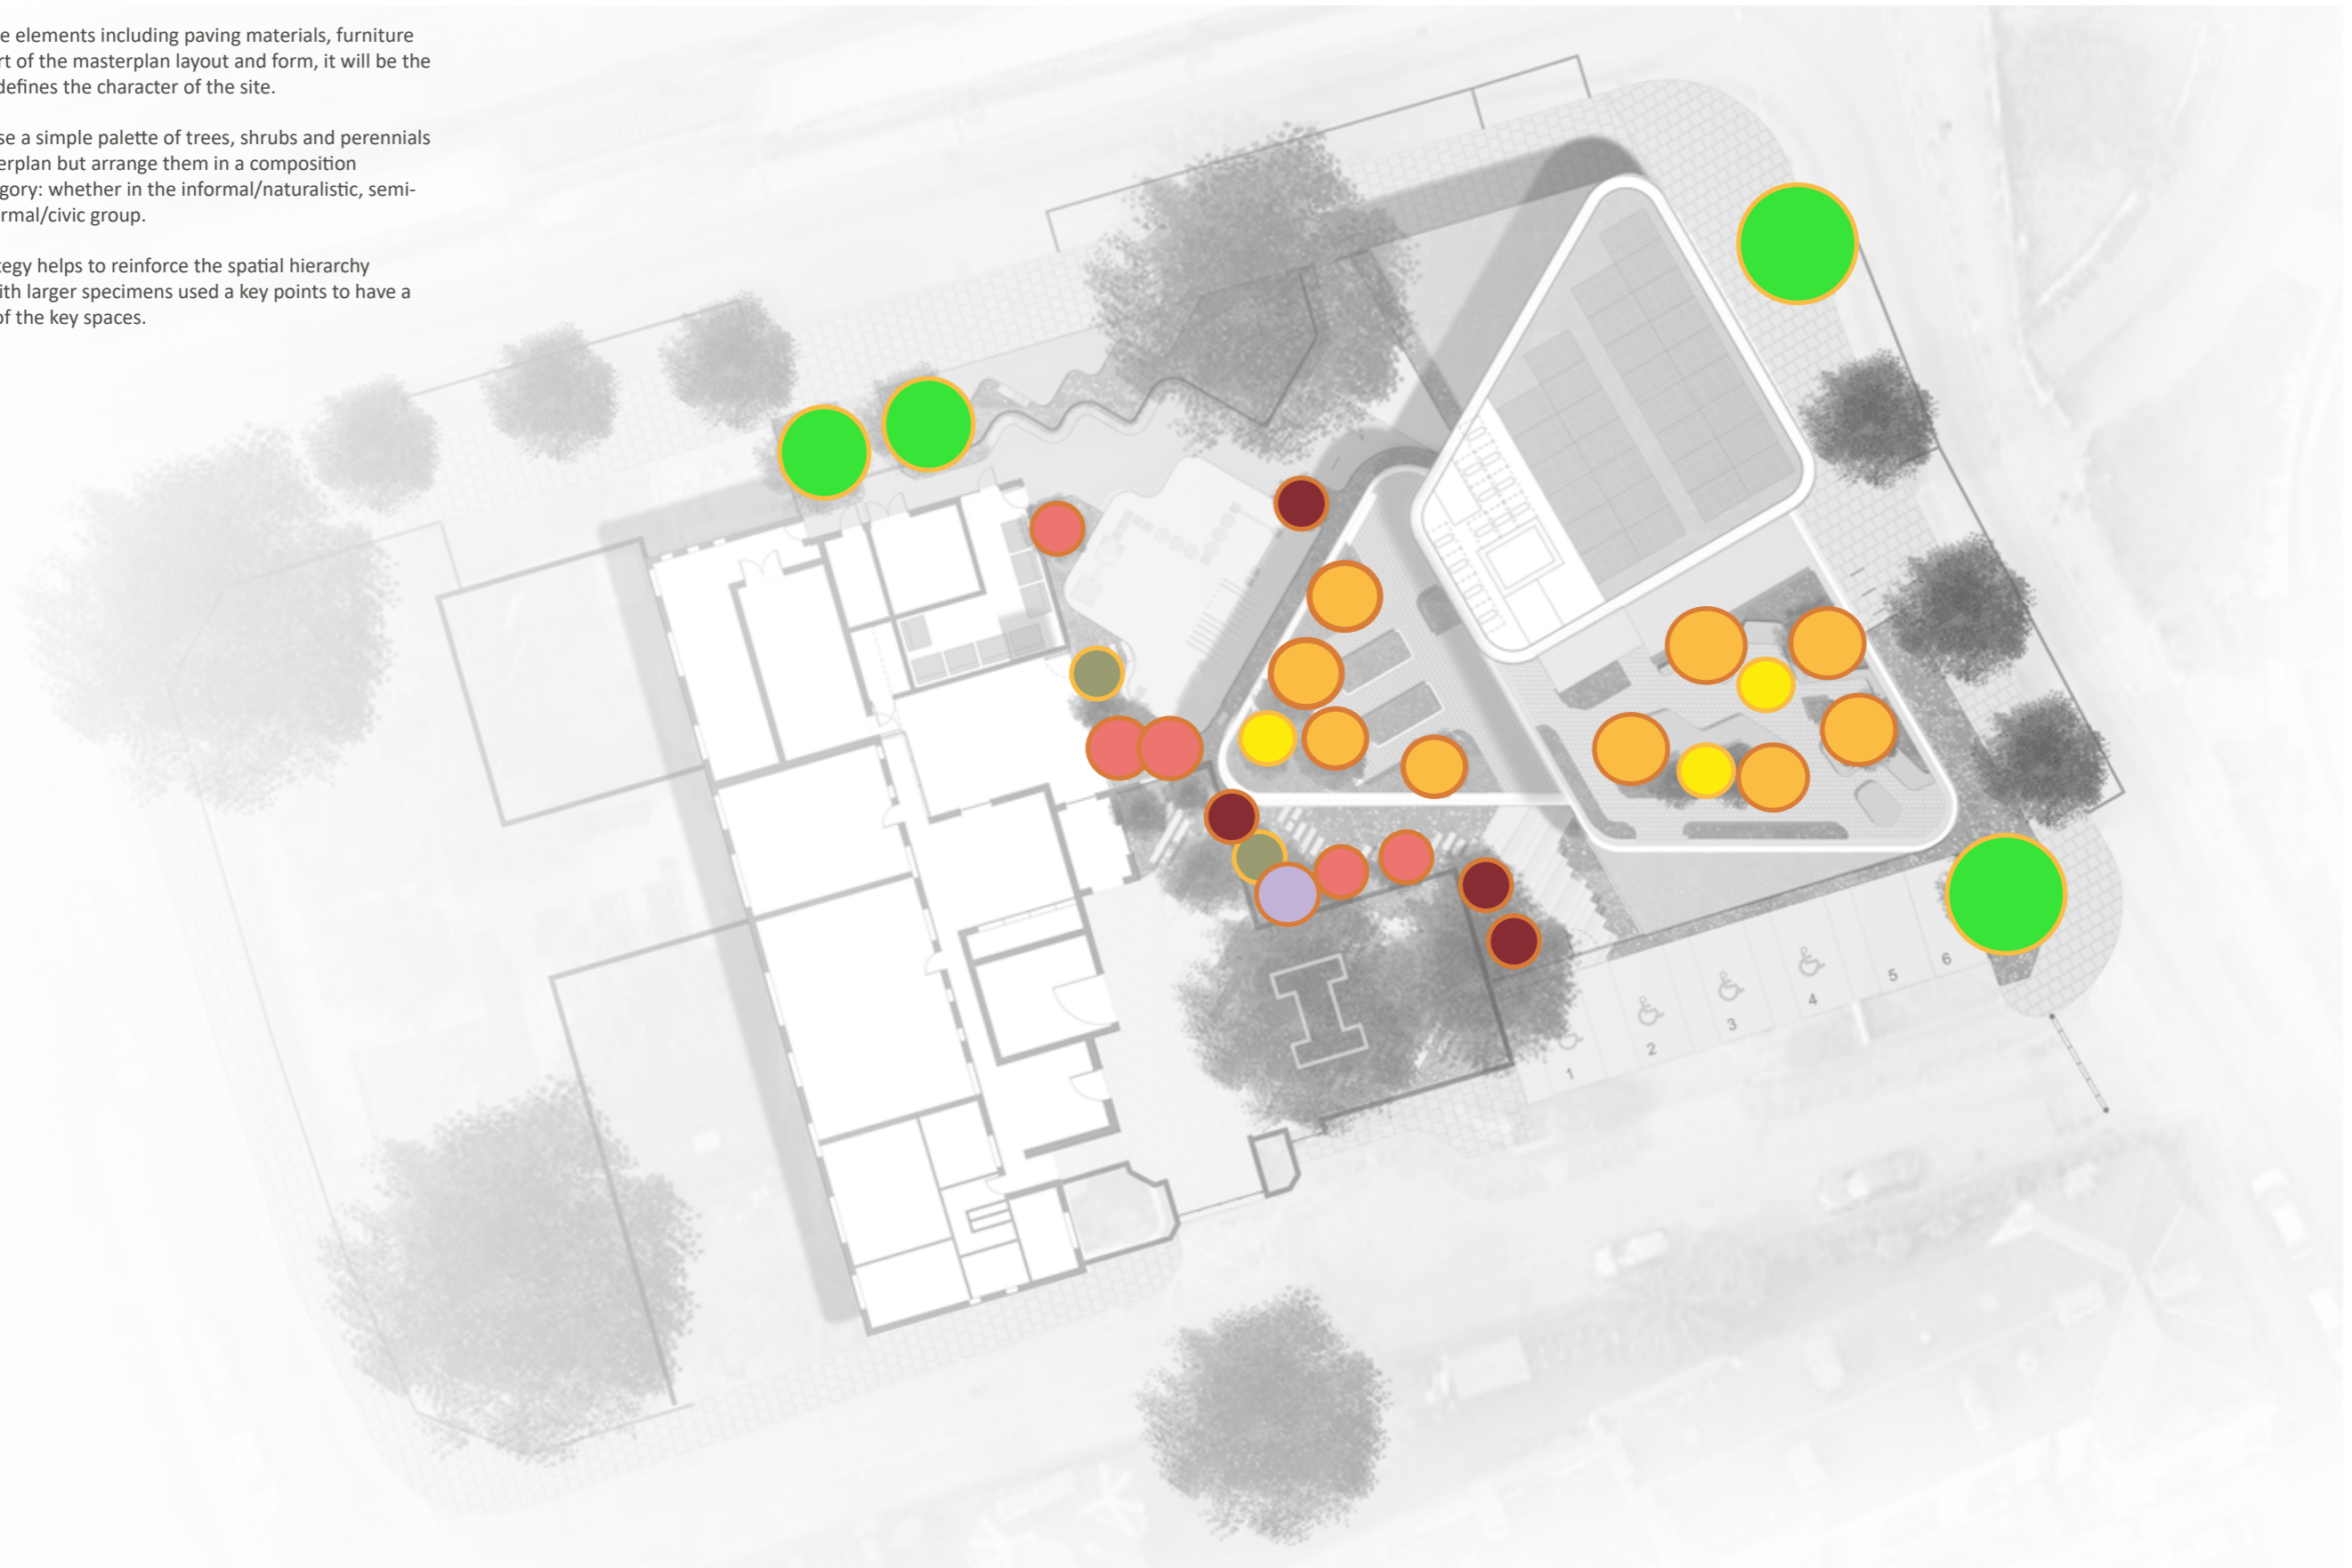 e elements including paving materials, furniture
rt of the masterplan layout and form, it will be the
defines the character of the site.
se a simple palette of trees, shrubs and perennials
erplan but arrange them in a composition
gory: whether in the informal/naturalistic, semi-
rmal/civic group.
tegy helps to reinforce the spatial hierarchy
ith larger specimens used a key points to have a
of the key spaces.
I
1
2
3
4
5
6